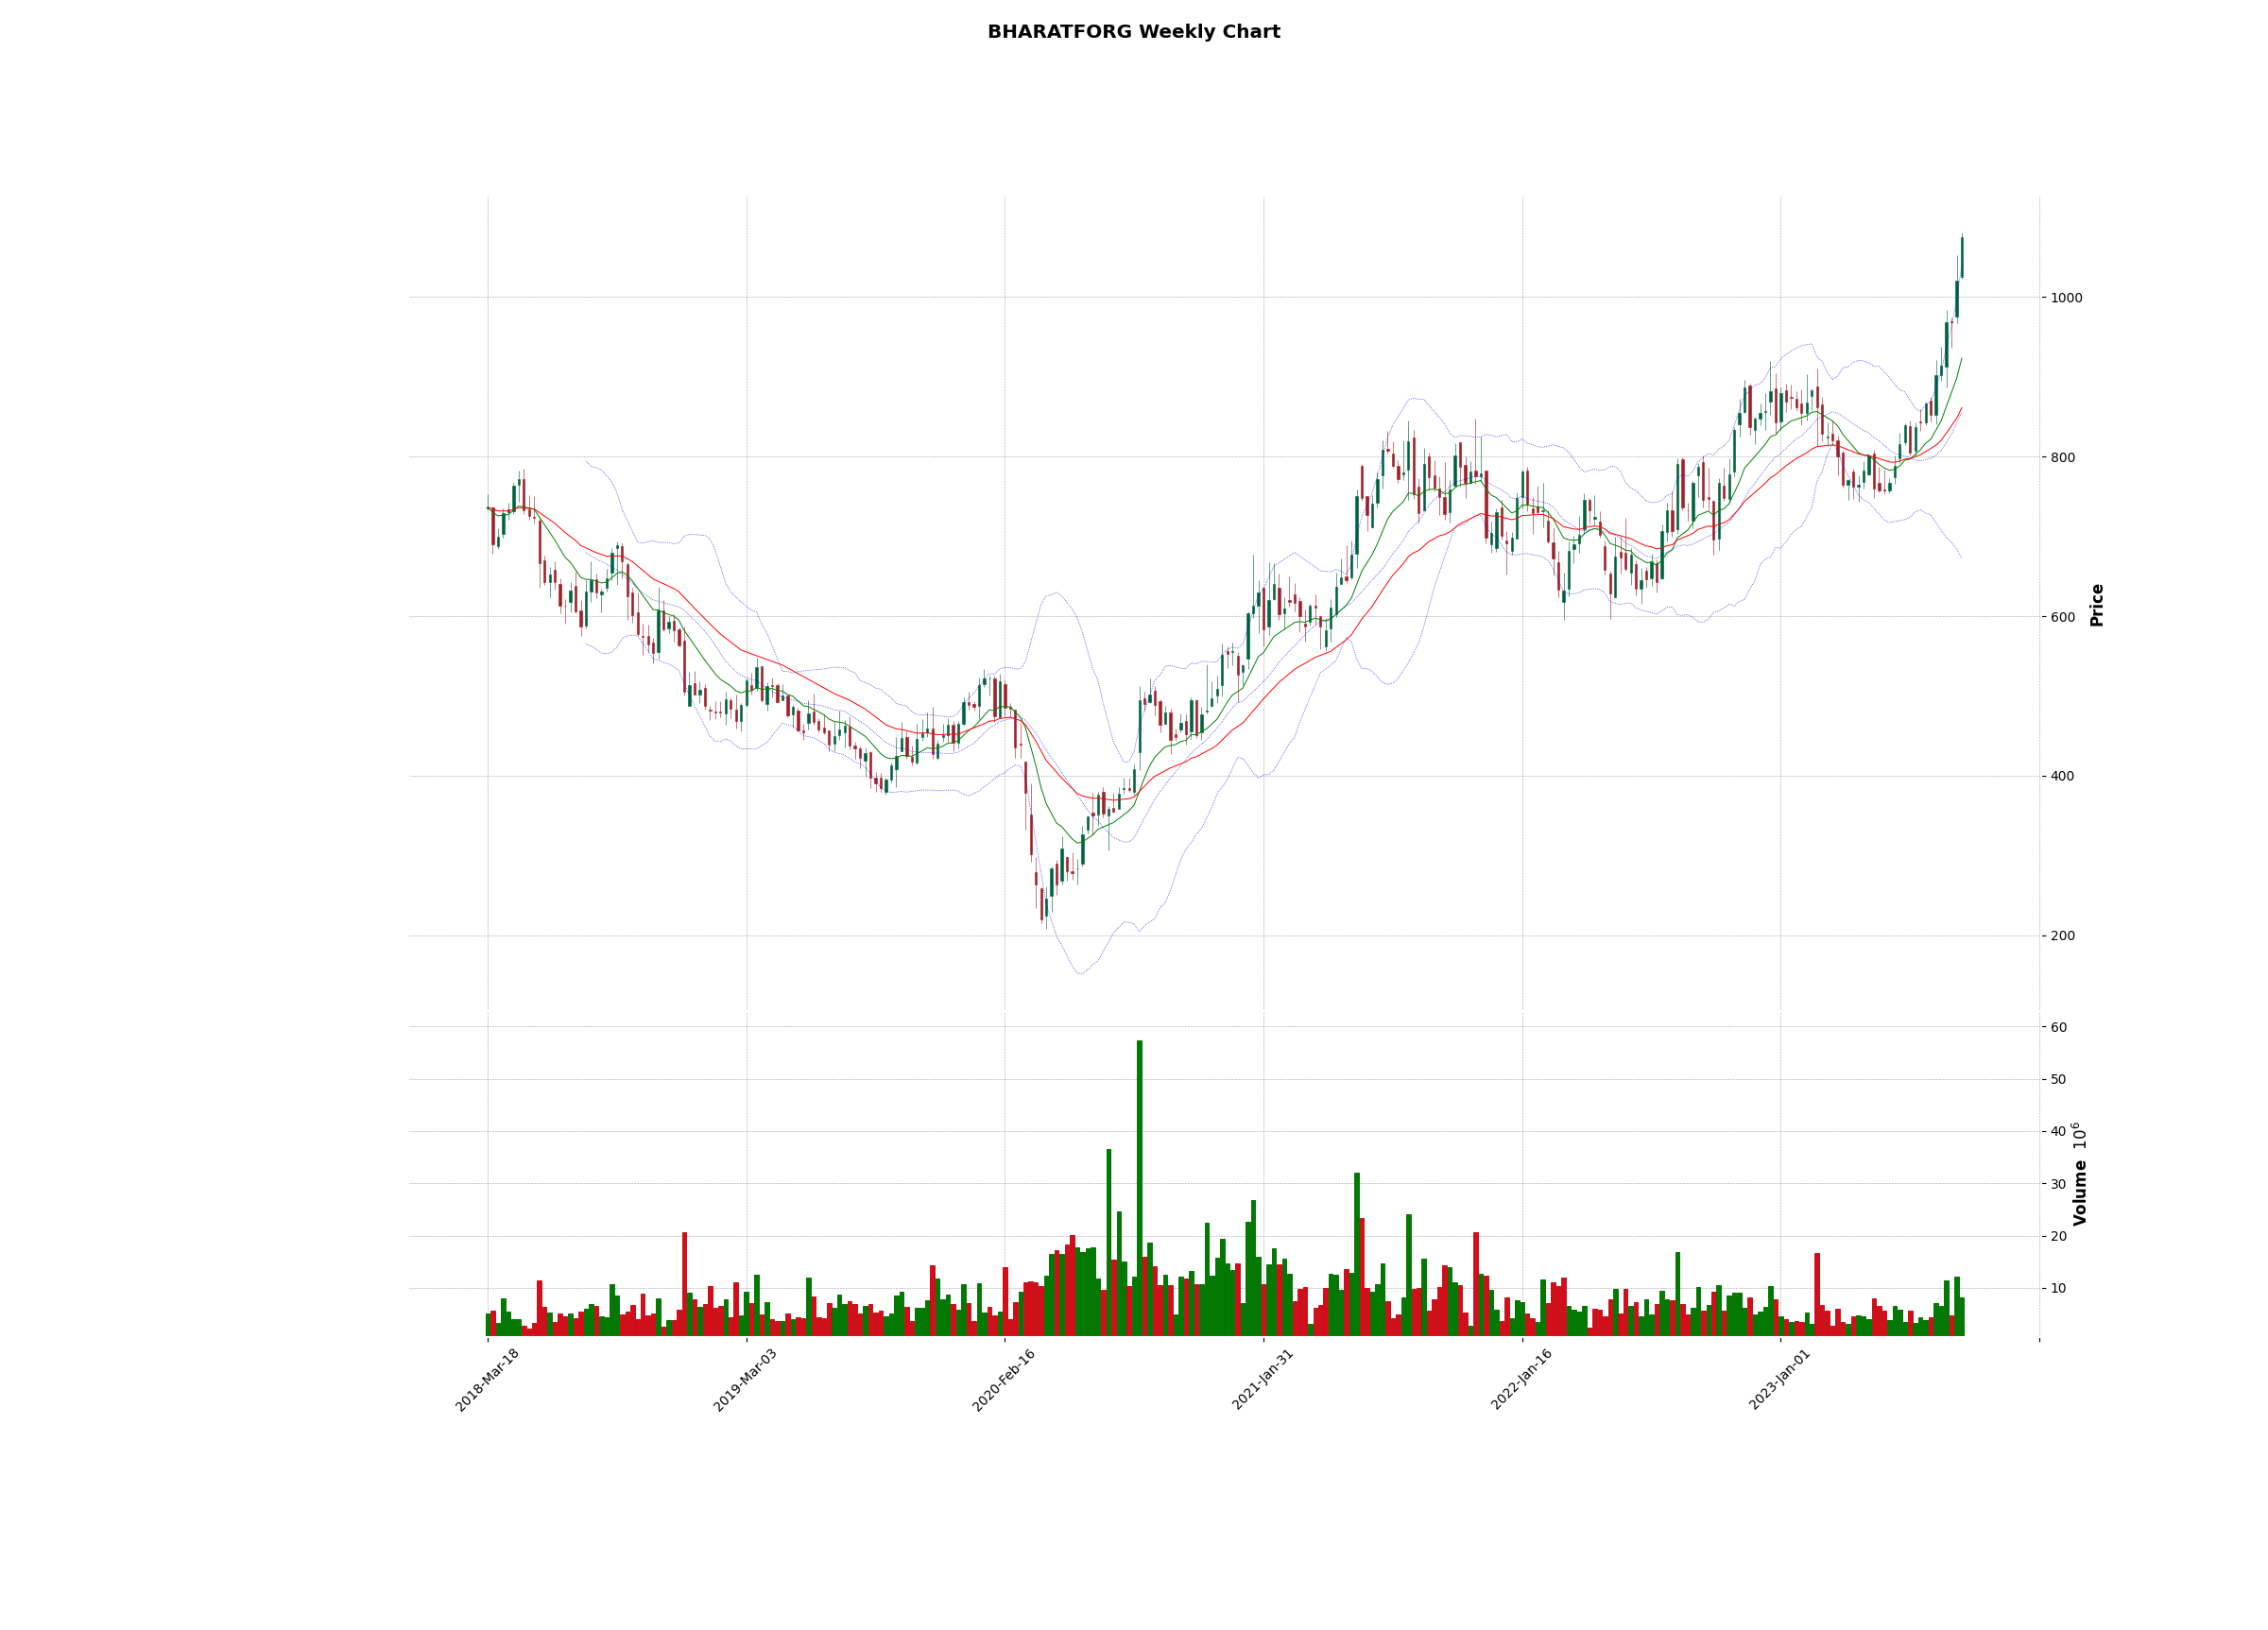 BHARATFORG Weekly Chart
1000
800
600
400
200
Price
60
50
40
30
20
10
Volume 10^6
2018-Mar-18
2019-Mar-03
2020-Feb-16
2021-Jan-31
2022-Jan-16
2023-Jan-01